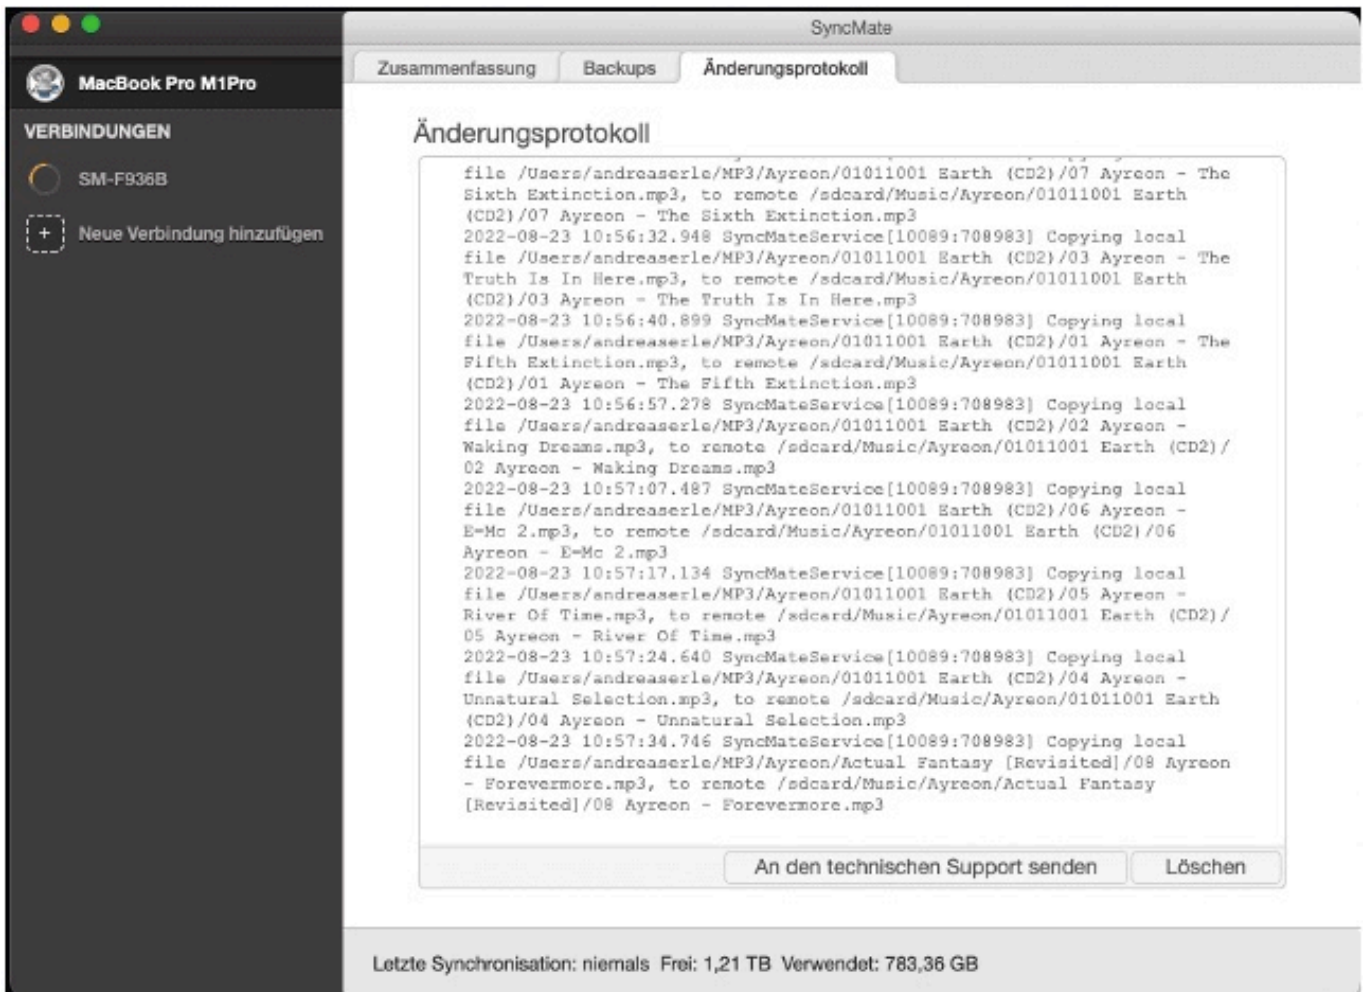 SyncMate
MacBook Pro M1Pro
VERBINDUNGEN
SM-F936B
+ Neue Verbindung hinzufügen
Zusammenfassung Backups Änderungsprotokoll
Änderungsprotokoll
file /Users/andreaserle/MP3/Ayreon/01011001 Earth (CD2)/07 Ayreon - The
Sixth Extinction.mp3, to remote /sdcard/Music/Ayreon/01011001 Earth
(CD2)/07 Ayreon - The Sixth Extinction.mp3
2022-08-23 10:56:32.948 SyncMateService[10089:708983] Copying local
file /Users/andreaserle/MP3/Ayreon/01011001 Earth (CD2)/03 Ayreon - The
Truth Is In Here.mp3, to remote /sdcard/Music/Ayreon/01011001 Earth
(CD2)/03 Ayreon - The Truth Is In Here.mp3
2022-08-23 10:56:40.899 SyncMateService[10089:708983] Copying local
file /Users/andreaserle/MP3/Ayreon/01011001 Earth (CD2)/01 Ayreon - The
Fifth Extinction.mp3, to remote /sdcard/Music/Ayreon/01011001 Earth
(CD2)/01 Ayreon - The Fifth Extinction.mp3
2022-08-23 10:56:57.278 SyncMateService[10089:708983] Copying local
file /Users/andreaserle/MP3/Ayreon/01011001 Earth (CD2)/02 Ayreon -
Waking Dreams.mp3, to remote /sdcard/Music/Ayreon/01011001 Earth (CD2)/
02 Ayreon - Waking Dreams.mp3
2022-08-23 10:57:07.487 SyncMateService[10089:708983] Copying local
file /Users/andreaserle/MP3/Ayreon/01011001 Earth (CD2)/06 Ayreon -
E=Mc 2.mp3, to remote /sdcard/Music/Ayreon/01011001 Earth (CD2)/06
Ayreon - E=Mc 2.mp3
2022-08-23 10:57:17.134 SyncMateService[10089:708983] Copying local
file /Users/andreaserle/MP3/Ayreon/01011001 Earth (CD2)/05 Ayreon -
River Of Time.mp3, to remote /sdcard/Music/Ayreon/01011001 Earth (CD2)/
05 Ayreon - River Of Time.mp3
2022-08-23 10:57:24.640 SyncMateService[10089:708983] Copying local
file /Users/andreaserle/MP3/Ayreon/01011001 Earth (CD2)/04 Ayreon -
Unnatural Selection.mp3, to remote /sdcard/Music/Ayreon/01011001 Earth
(CD2)/04 Ayreon - Unnatural Selection.mp3
2022-08-23 10:57:34.746 SyncMateService[10089:708983] Copying local
file /Users/andreaserle/MP3/Ayreon/Actual Fantasy [Revisited]/08 Ayreon
- Forevermore.mp3, to remote /sdcard/Music/Ayreon/Actual Fantasy
[Revisited]/08 Ayreon - Forevermore.mp3
An den technischen Support senden Löschen
Letzte Synchronisation: niemals Frei: 1,21 TB Verwendet: 783,36 GB